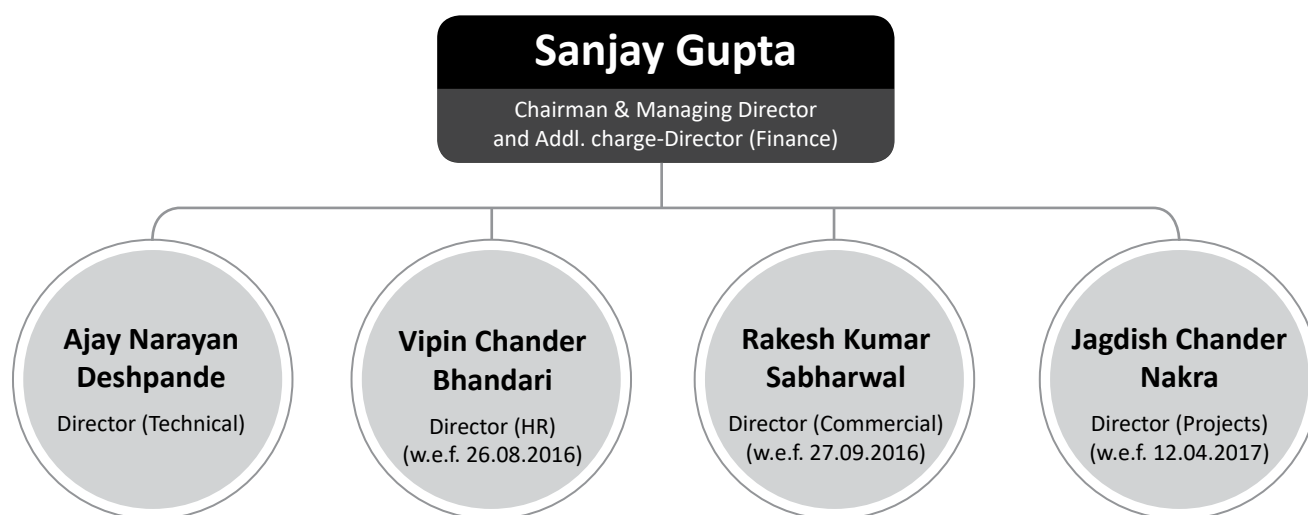 Sanjay Gupta
Chairman & Managing Director
and Addl. charge-Director (Finance)
Ajay Narayan
Deshpande
Director (Technical)
Vipin Chander
Bhandari
Director (HR)
(w.e.f. 26.08.2016)
Rakesh Kumar
Sabharwal
Director (Commercial)
(w.e.f. 27.09.2016)
Jagdish Chander
Nakra
Director (Projects)
(w.e.f. 12.04.2017)